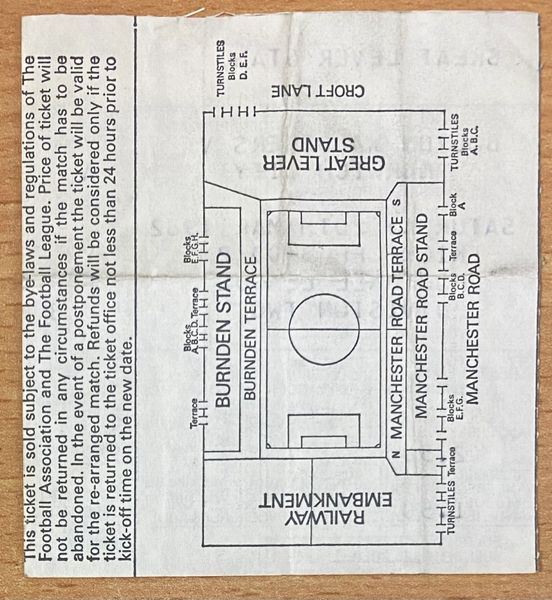 This ticket is sold subject to the bye-laws and regulations of The
Football Association and The Football League. Price of ticket will
not be returned in any circumstances if the match has to be
abandoned. In the event of a postponement the ticket will be valid
for the re-arranged match. Refunds will be considered only if the
ticket is returned to the ticket office not less than 24 hours prior to
kick-off time on the new date.
TURNSTILES
Blocks
D. E.F.
CROFT LANE
GREAT LEVER
STAND
Terrace
Blocks
A.B.C.D. Terrace
Blocks
E.F.G.H.
BURNDEN STAND
BURNDEN TERRACE
N MANCHESTER ROAD TERRACE S
MANCHESTER ROAD STAND
RAILWAY
EMBANKMENT
TURNSTILES Terrace
Blocks
E.F.G.
Blocks
B.C.D.
Terrace
Block
A
TURNSTILES
Blocks
A.B.C.
MANCHESTER ROAD